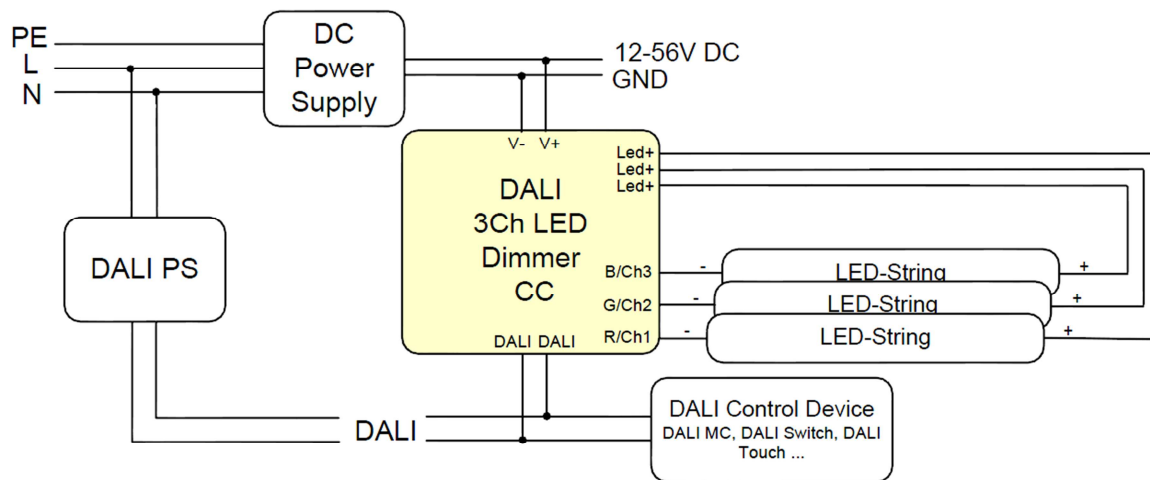 PE
L
N
DC
Power
Supply
12-56V DC
GND
V- V+
Led+
Led+
Led+
DALI
3Ch LED
Dimmer
CC
B/Ch3
G/Ch2
R/Ch1
DALI DALI
- LED-String +
- LED-String +
- LED-String +
DALI PS
DALI
DALI Control Device
DALI MC, DALI Switch, DALI
Touch ...